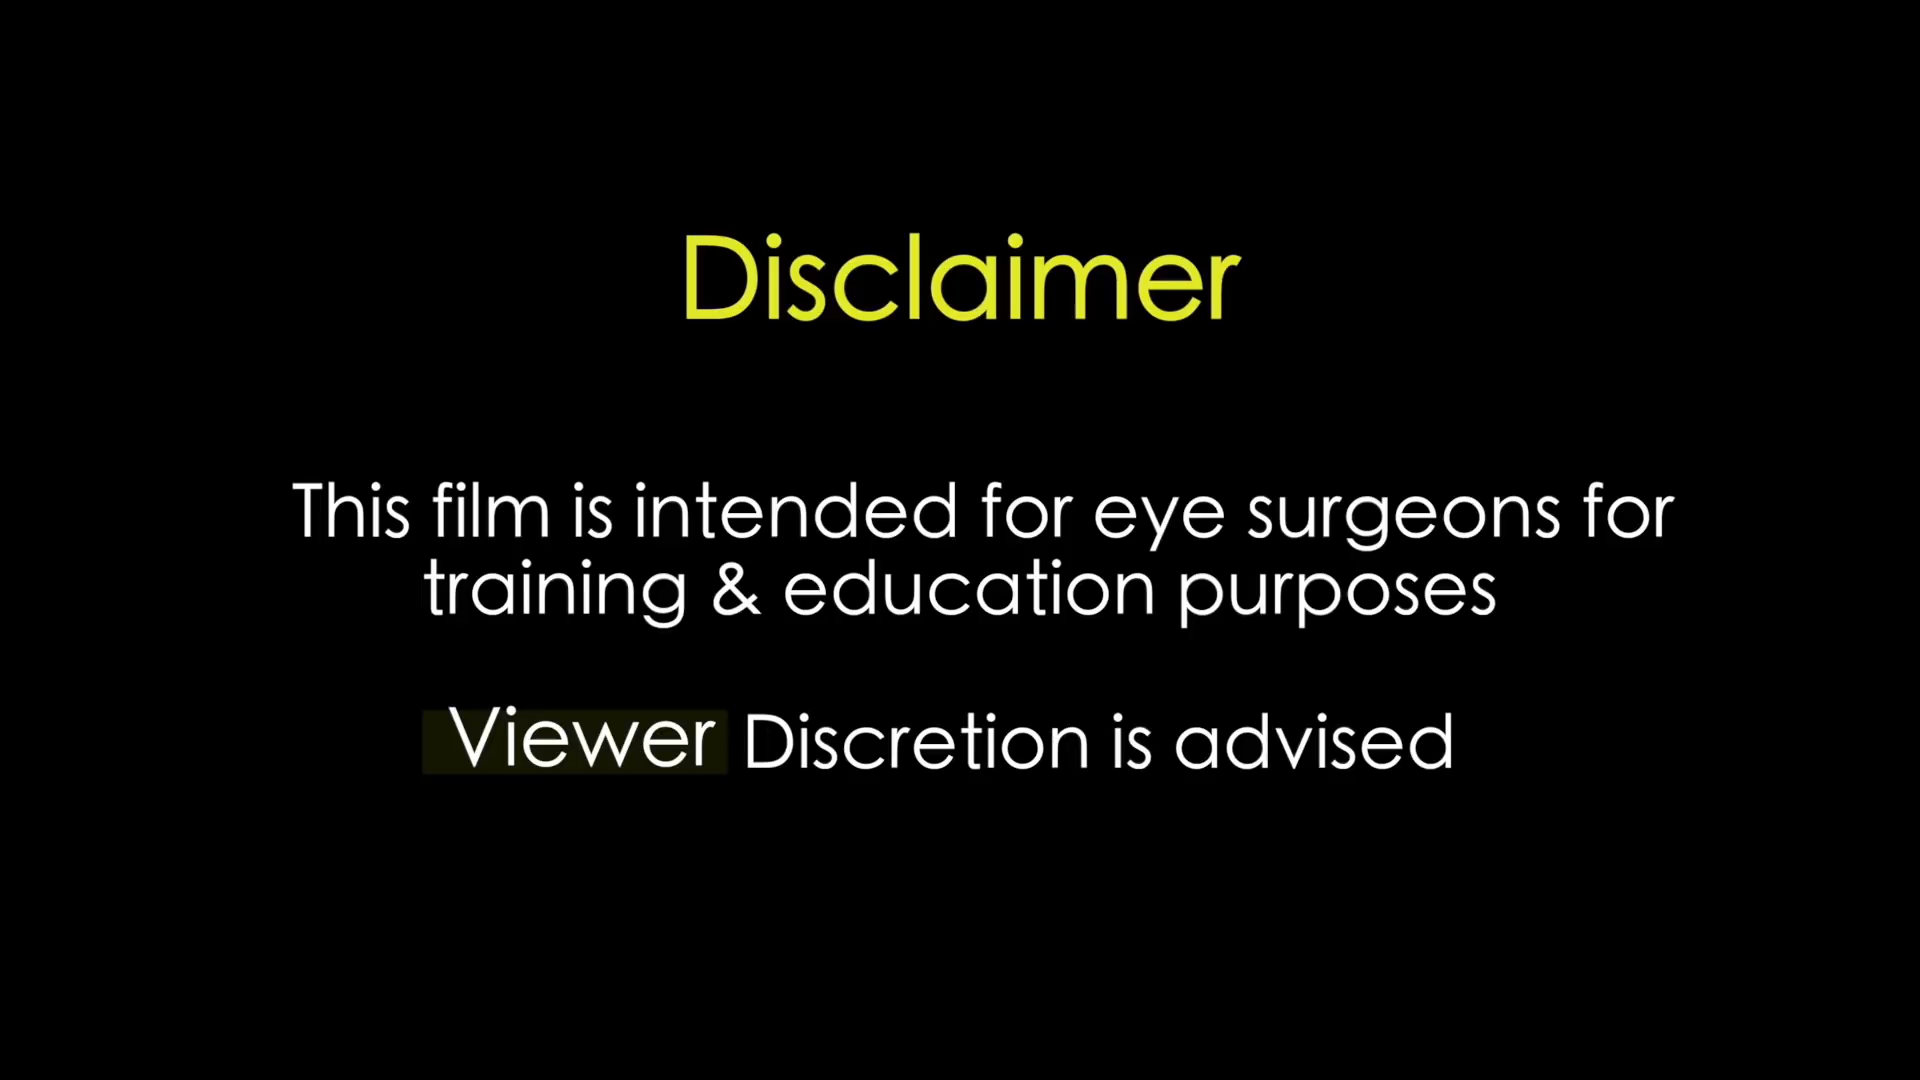 Disclaimer
This film is intended for eye surgeons for
training & education purposes
Viewer Discretion is advised